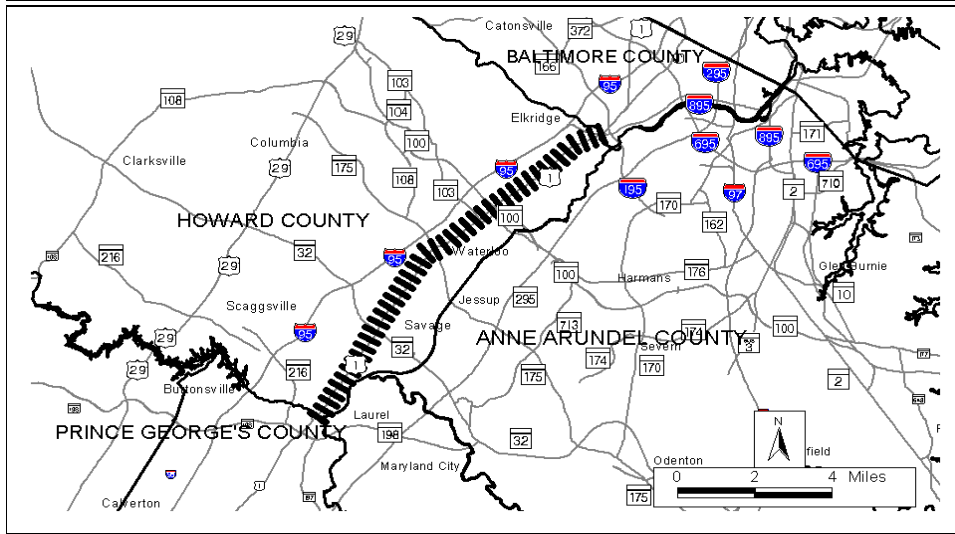 Catonsville
372
1
29
BALTIMORE COUNTY
166
295
95
103
108
895
104
Elkridge
Columbia
100
695
895
171
Clarksville
29
175
95
695
108
103
1
195
97
2
710
170
HOWARD COUNTY
100
162
32
Waterloo
216
95
29
100
Harmans
176
Glen Burnie
Scaggsville
Jessup
295
10
95
Savage
713
174
100
29
ANNE ARUNDEL COUNTY
32
Severn
3
1
174
170
29
216
175
2
Burtonsville
Laurel
PRINCE GEORGE'S COUNTY
198
32
N
Maryland City
field
Odenton
0 2 4 Miles
1
175
Calverton